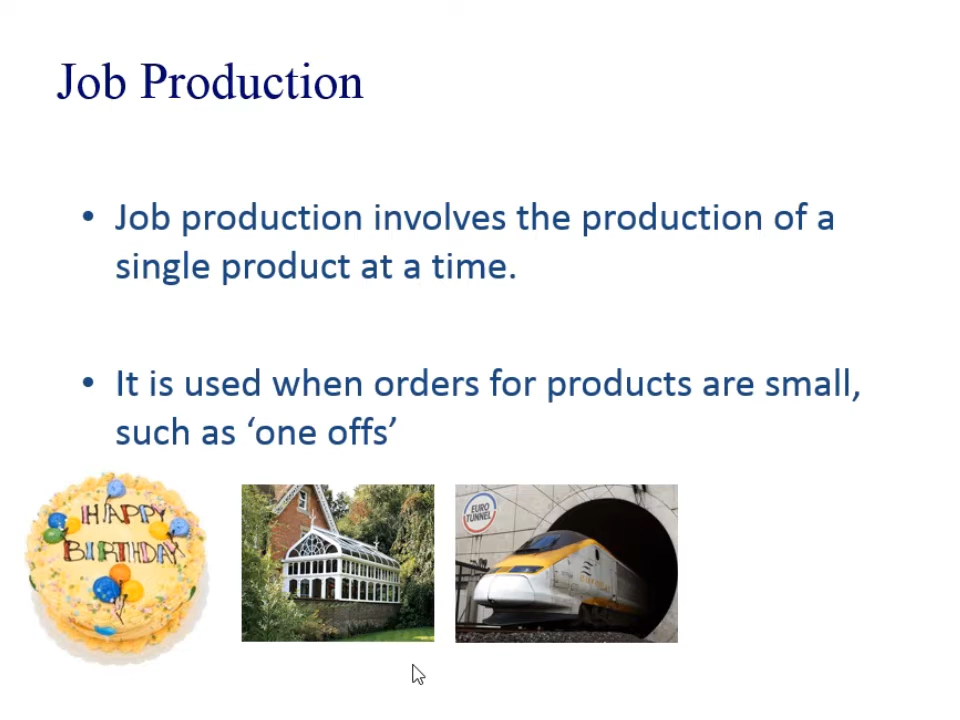 Job Production
• Job production involves the production of a
single product at a time.
• It is used when orders for products are small,
such as ‘one offs’
HAPPY
BIRTHDAY
EURO
TUNNEL